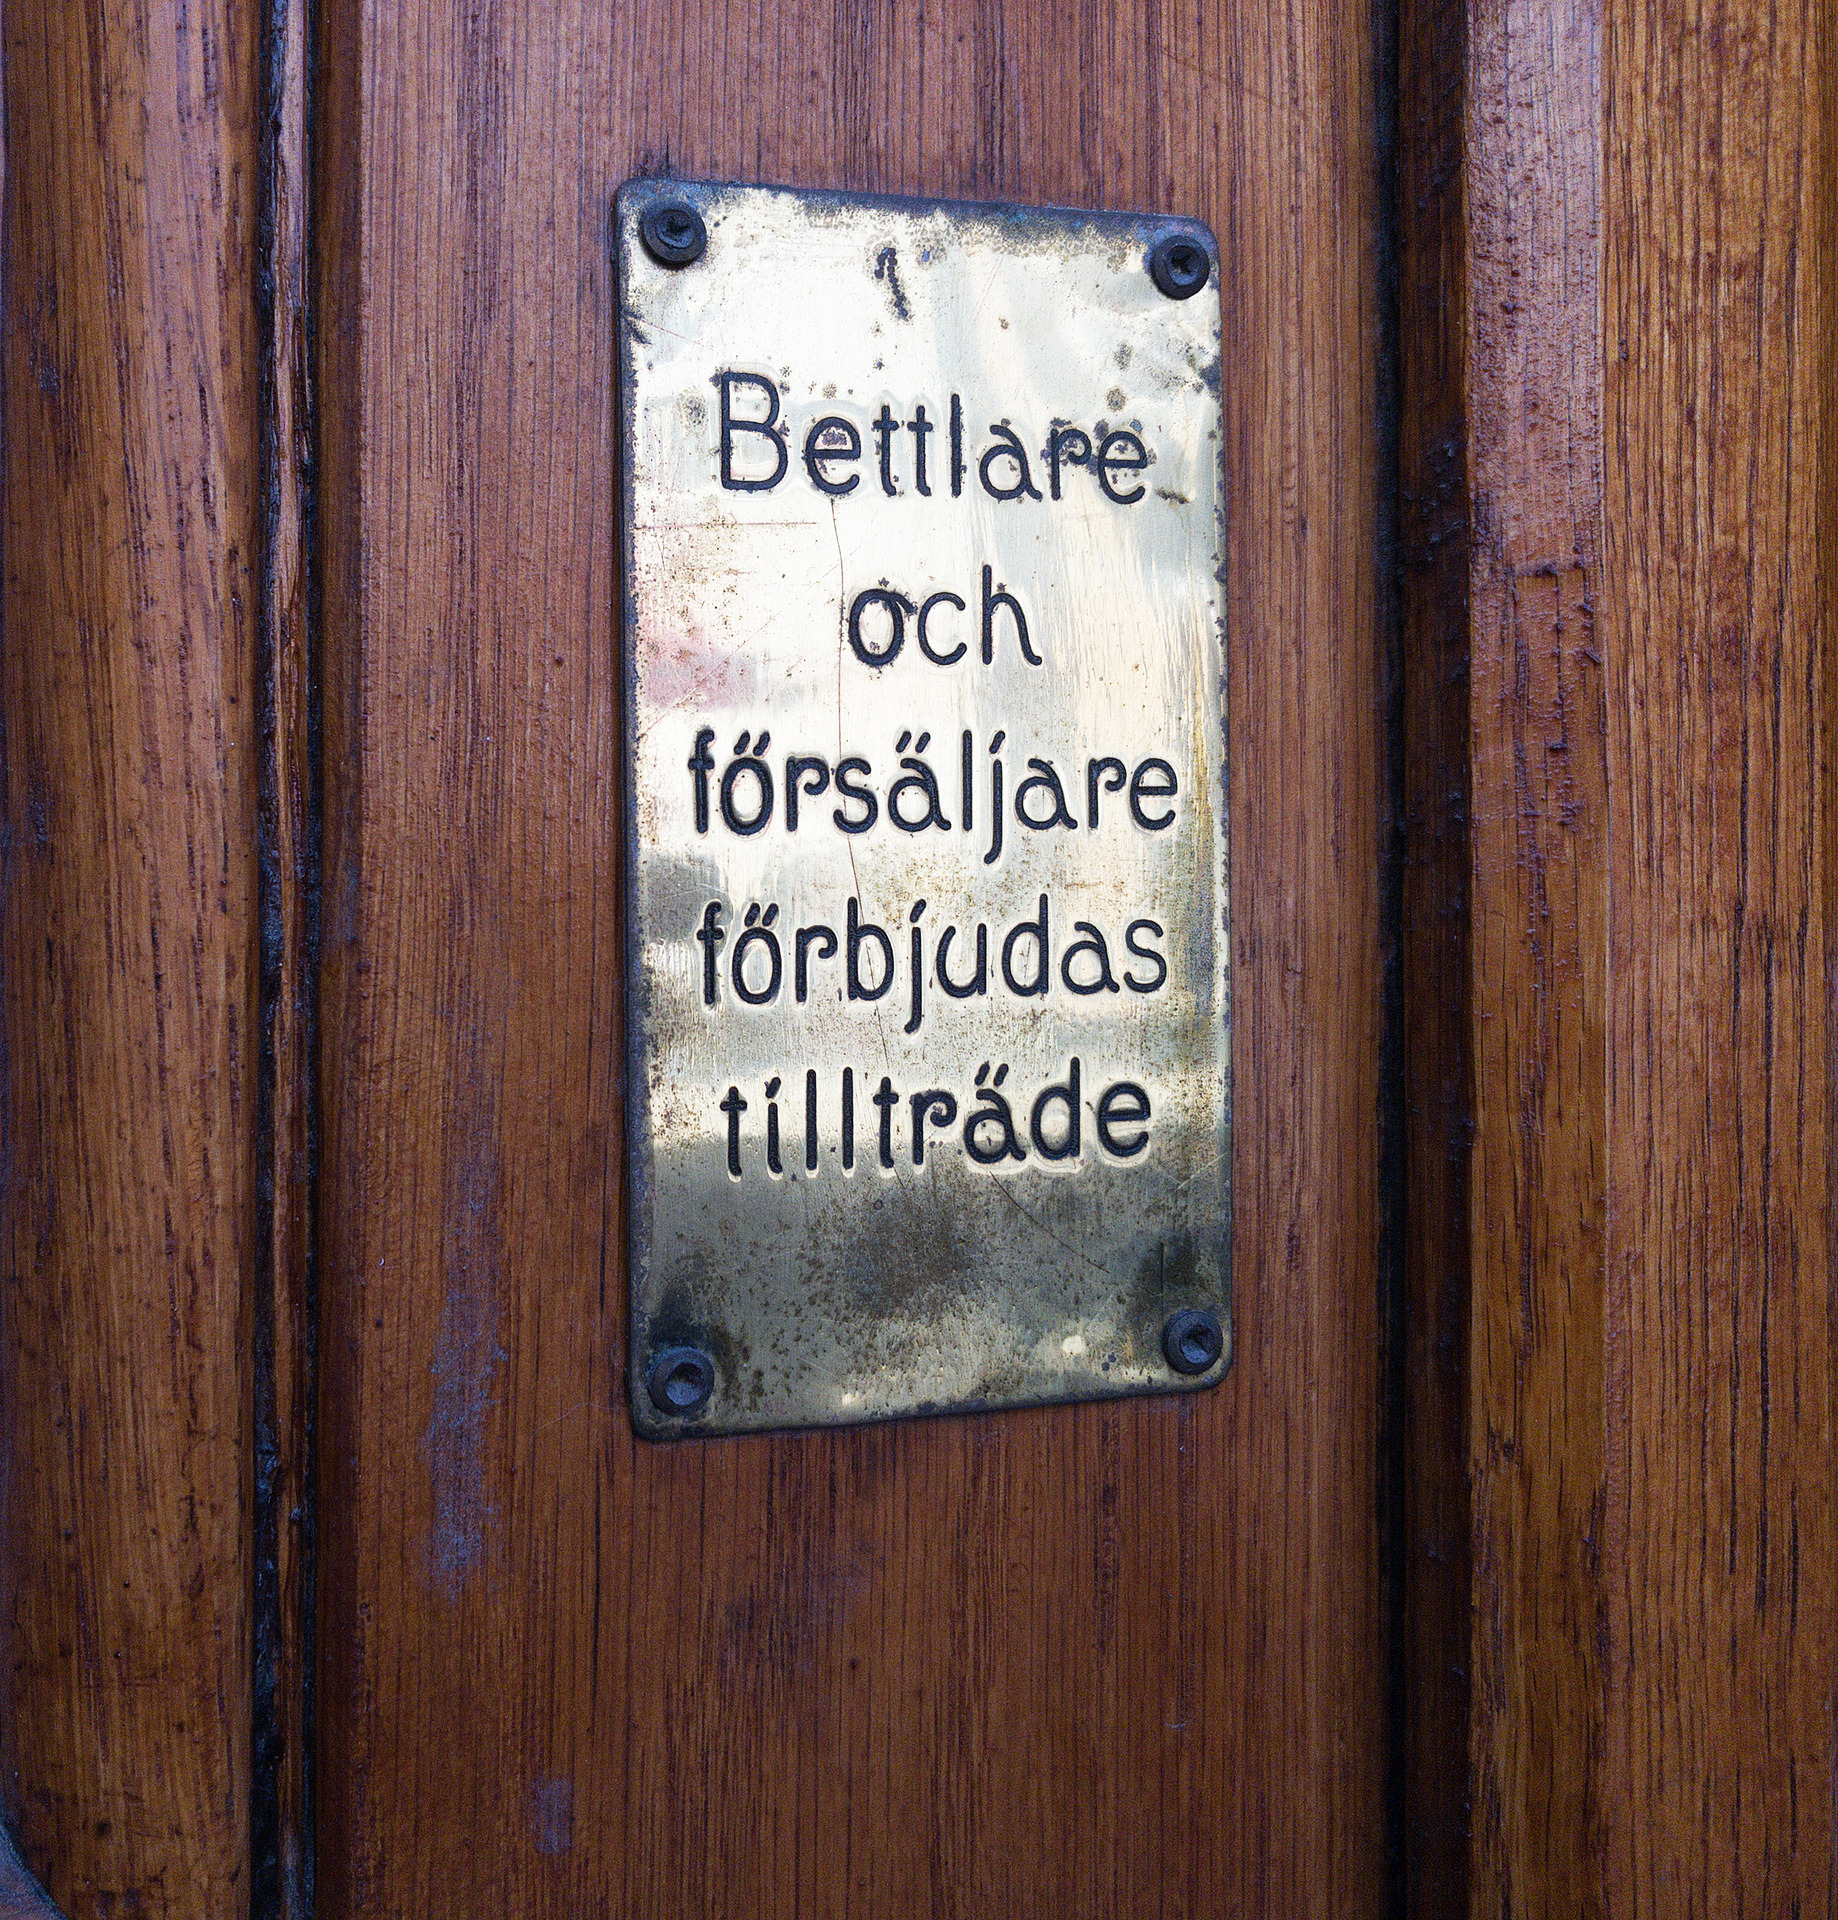 Bettlare
och
försäljare
förbjudas
tillträde